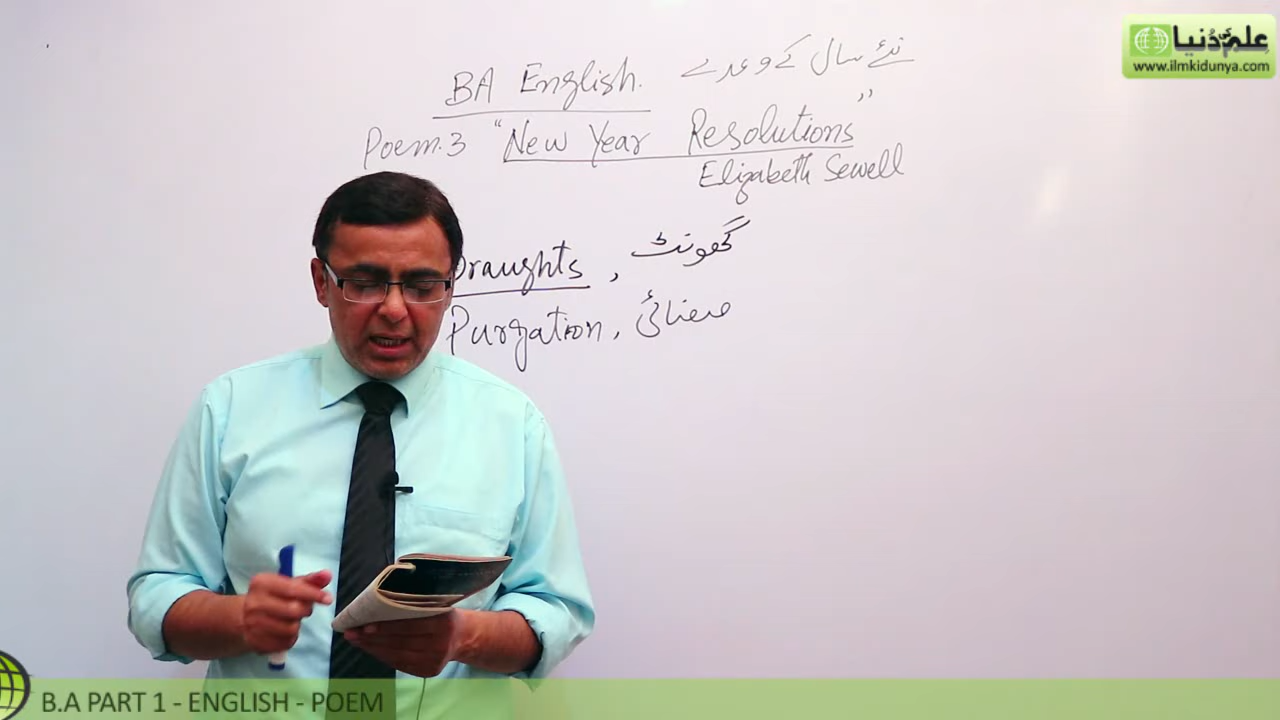 علم کی دنیا
www.ilmkidunya.com
BA English. نئے سال کے وعدے
Poem.3 "New Year Resolutions"
Elizabeth Sewell
Draughts , گھونٹ
Purgation , صفائی
B.A PART 1 - ENGLISH - POEM